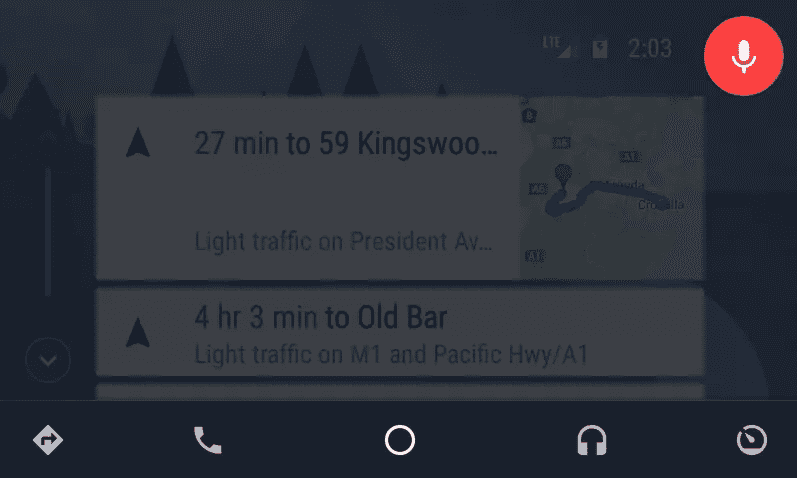 LTE 2:03
27 min to 59 Kingswoo...
Light traffic on President Av...
A6
A1
A6
Cronulla
A1
4 hr 3 min to Old Bar
Light traffic on M1 and Pacific Hwy/A1